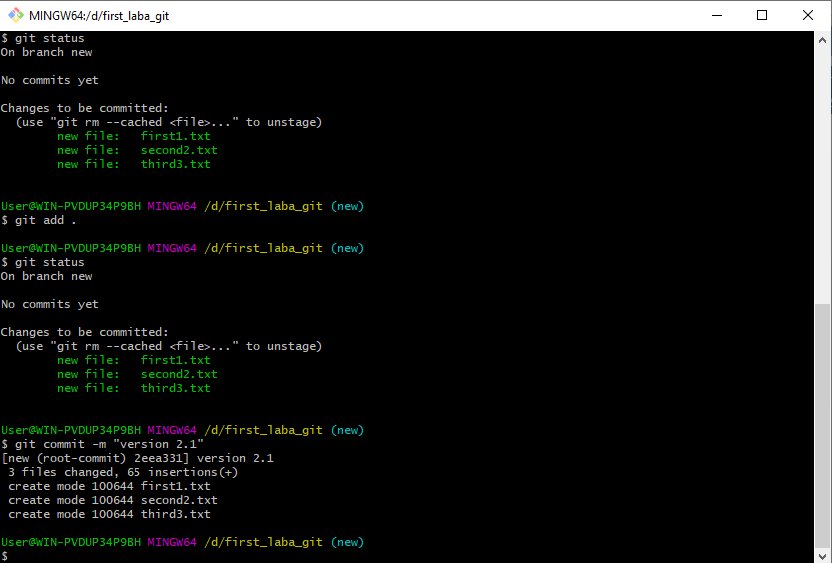 MINGW64:/d/first_laba_git
$ git status
On branch new
No commits yet
Changes to be committed:
  (use "git rm --cached <file>..." to unstage)
        new file:   first1.txt
        new file:   second2.txt
        new file:   third3.txt
User@WIN-PVDUP34P9BH MINGW64 /d/first_laba_git (new)
$ git add .
User@WIN-PVDUP34P9BH MINGW64 /d/first_laba_git (new)
$ git status
On branch new
No commits yet
Changes to be committed:
  (use "git rm --cached <file>..." to unstage)
        new file:   first1.txt
        new file:   second2.txt
        new file:   third3.txt
User@WIN-PVDUP34P9BH MINGW64 /d/first_laba_git (new)
$ git commit -m "version 2.1"
[new (root-commit) 2eea331] version 2.1
 3 files changed, 65 insertions(+)
 create mode 100644 first1.txt
 create mode 100644 second2.txt
 create mode 100644 third3.txt
User@WIN-PVDUP34P9BH MINGW64 /d/first_laba_git (new)
$